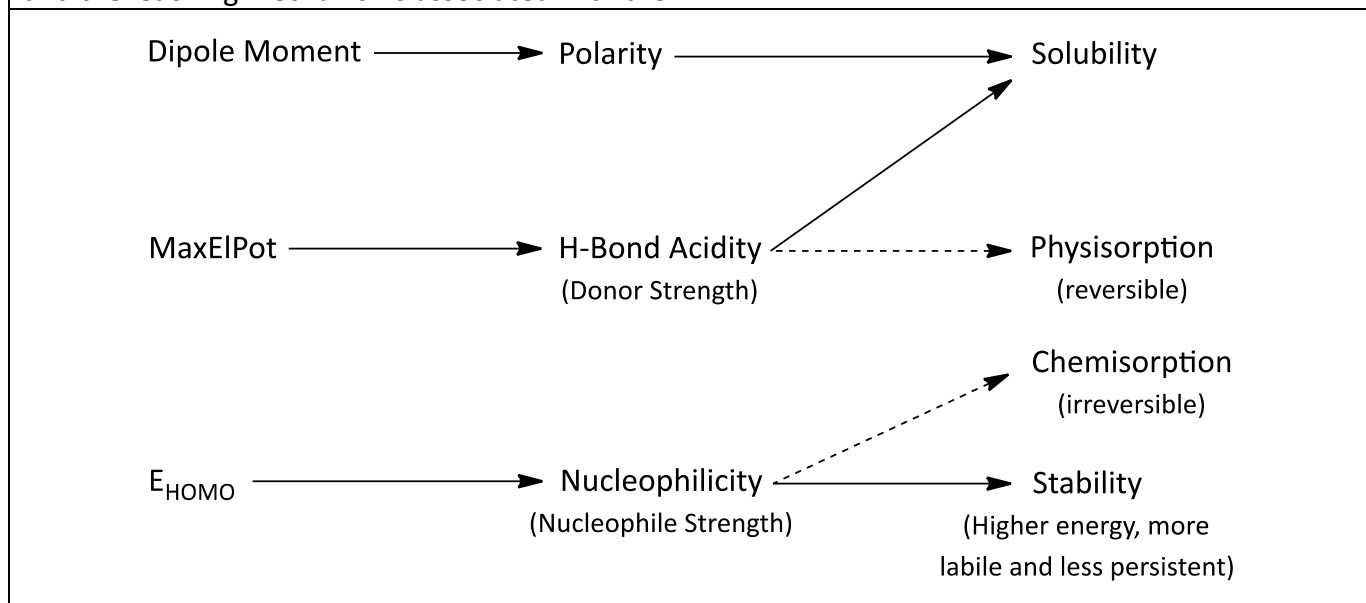 Dipole Moment Polarity Solubility
MaxElPot H-Bond Acidity Physisorption
(Donor Strength) (reversible)
Chemisorption
(irreversible)
EHOMO Nucleophilicity Stability
(Nucleophile Strength) (Higher energy, more
labile and less persistent)